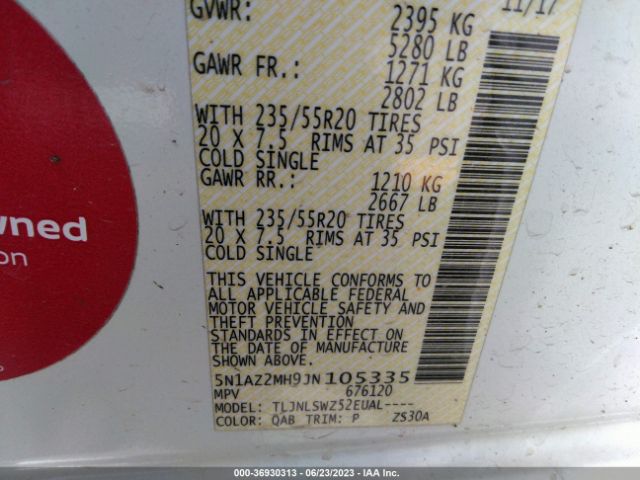 11/17
GVWR: 2395 KG
5280 LB
GAWR FR.: 1271 KG
2802 LB
WITH 235/55R20 TIRES
20 X 7.5 RIMS AT 35 PSI
COLD SINGLE
GAWR RR.: 1210 KG
2667 LB
WITH 235/55R20 TIRES
20 X 7.5 RIMS AT 35 PSI
COLD SINGLE
THIS VEHICLE CONFORMS TO
ALL APPLICABLE FEDERAL
MOTOR VEHICLE SAFETY AND
THEFT PREVENTION
STANDARDS IN EFFECT ON
THE DATE OF MANUFACTURE
SHOWN ABOVE.
5N1AZ2MH9JN105335
MPV 676120
MODEL: TLJNLSWZ52EUAL----
COLOR: QAB TRIM: P ZS30A
wned
on
000-36930313 - 06/23/2023 - IAA Inc.